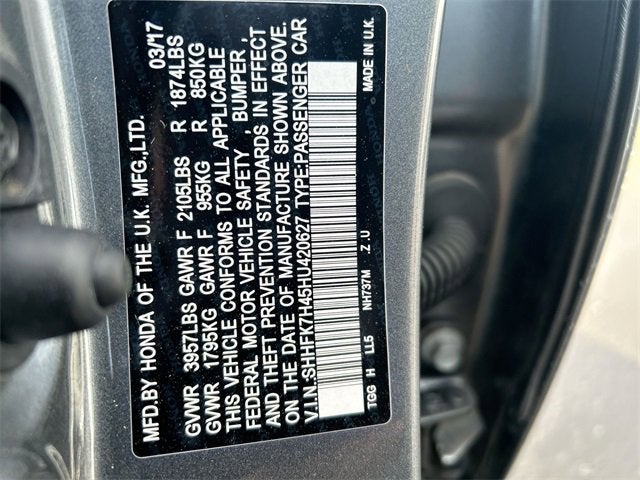 MFD.BY HONDA OF THE U.K. MFG.,LTD. 03/17
GVWR 3957LBS GAWR F 2105LBS R 1874LBS
GVWR 1795KG GAWR F 955KG R 850KG
THIS VEHICLE CONFORMS TO ALL APPLICABLE
FEDERAL MOTOR VEHICLE SAFETY , BUMPER ,
AND THEFT PREVENTION STANDARDS IN EFFECT
ON THE DATE OF MANUFACTURE SHOWN ABOVE.
V.I.N.:SHHFK7H45HU420627 TYPE:PASSENGER CAR
TGG H LL5 NH737M Z U MADE IN U.K.